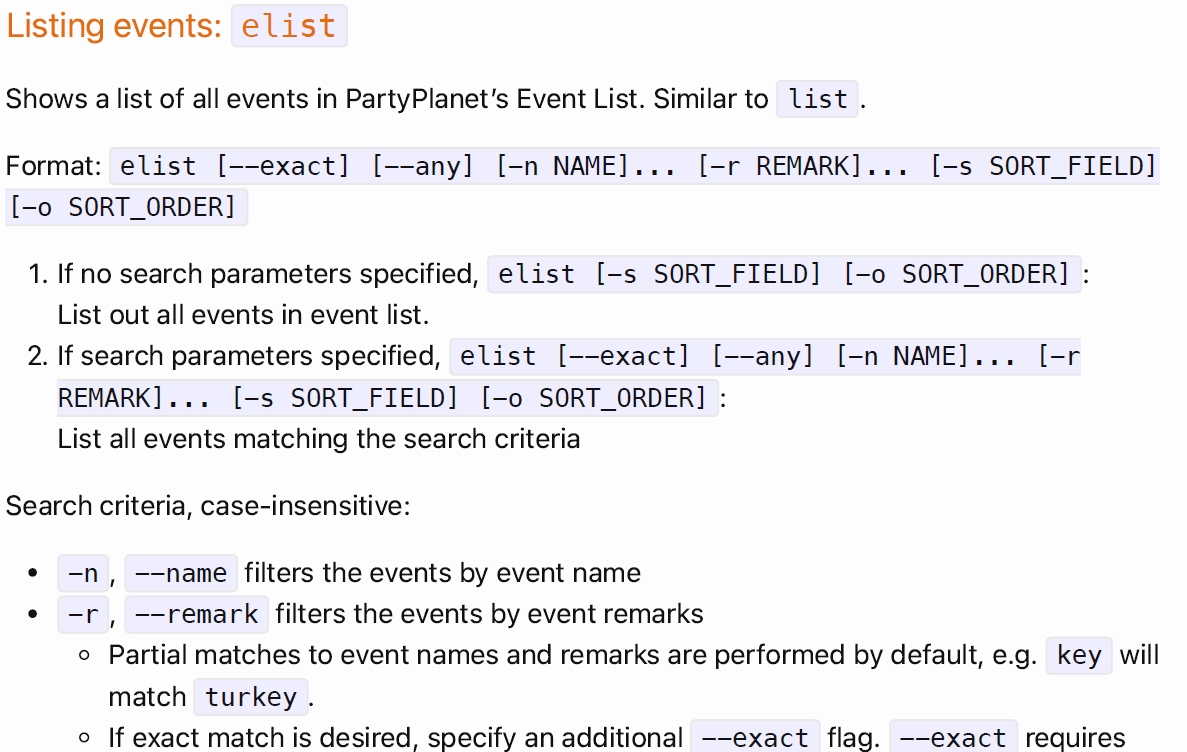 Listing events: elist
Shows a list of all events in PartyPlanet’s Event List. Similar to list.
Format: elist [--exact] [--any] [-n NAME]... [-r REMARK]... [-s SORT_FIELD]
[-o SORT_ORDER]
1. If no search parameters specified, elist [-s SORT_FIELD] [-o SORT_ORDER]:
List out all events in event list.
2. If search parameters specified, elist [--exact] [--any] [-n NAME]... [-r
REMARK]... [-s SORT_FIELD] [-o SORT_ORDER]:
List all events matching the search criteria
Search criteria, case-insensitive:
• -n, --name filters the events by event name
• -r, --remark filters the events by event remarks
◦ Partial matches to event names and remarks are performed by default, e.g. key will
match turkey.
◦ If exact match is desired, specify an additional --exact flag. --exact requires